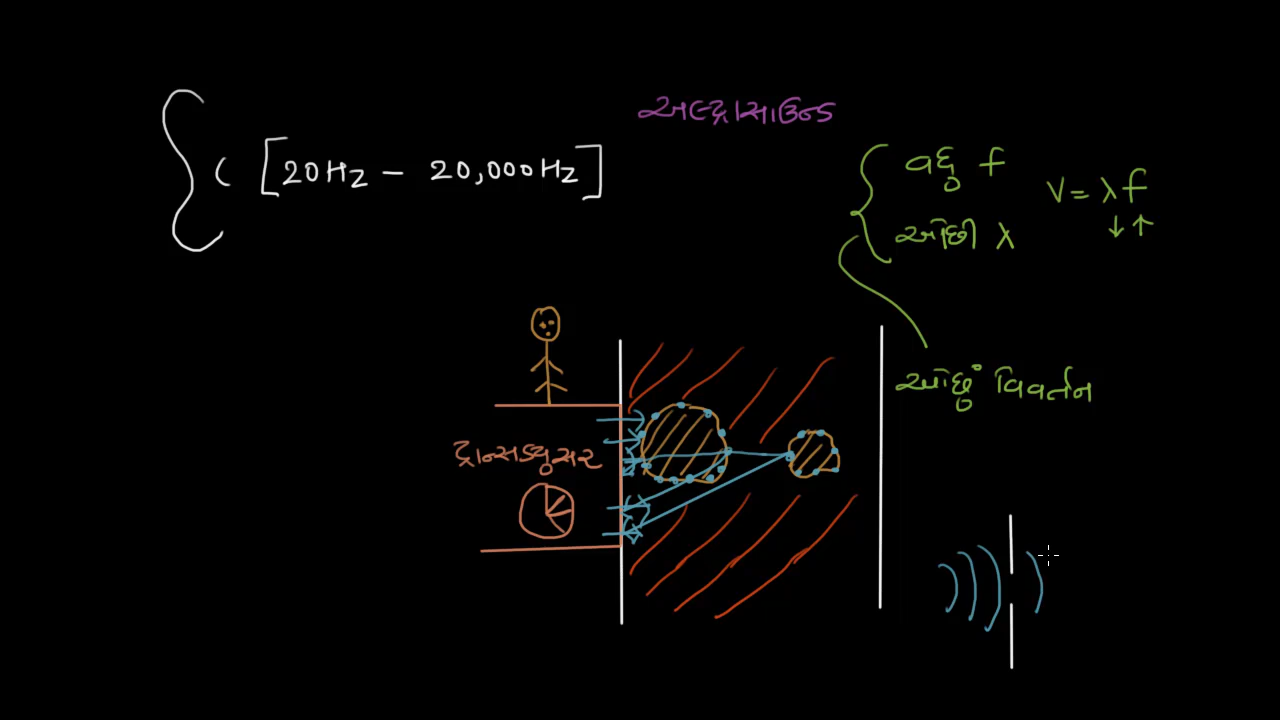 [20Hz – 20,000Hz]
અલ્ટ્રાસાઉન્ડ
વધુ f
V = λf
ઓછી λ
↓↑
ઓછું વિવર્તન
ટ્રાન્સડ્યુસર